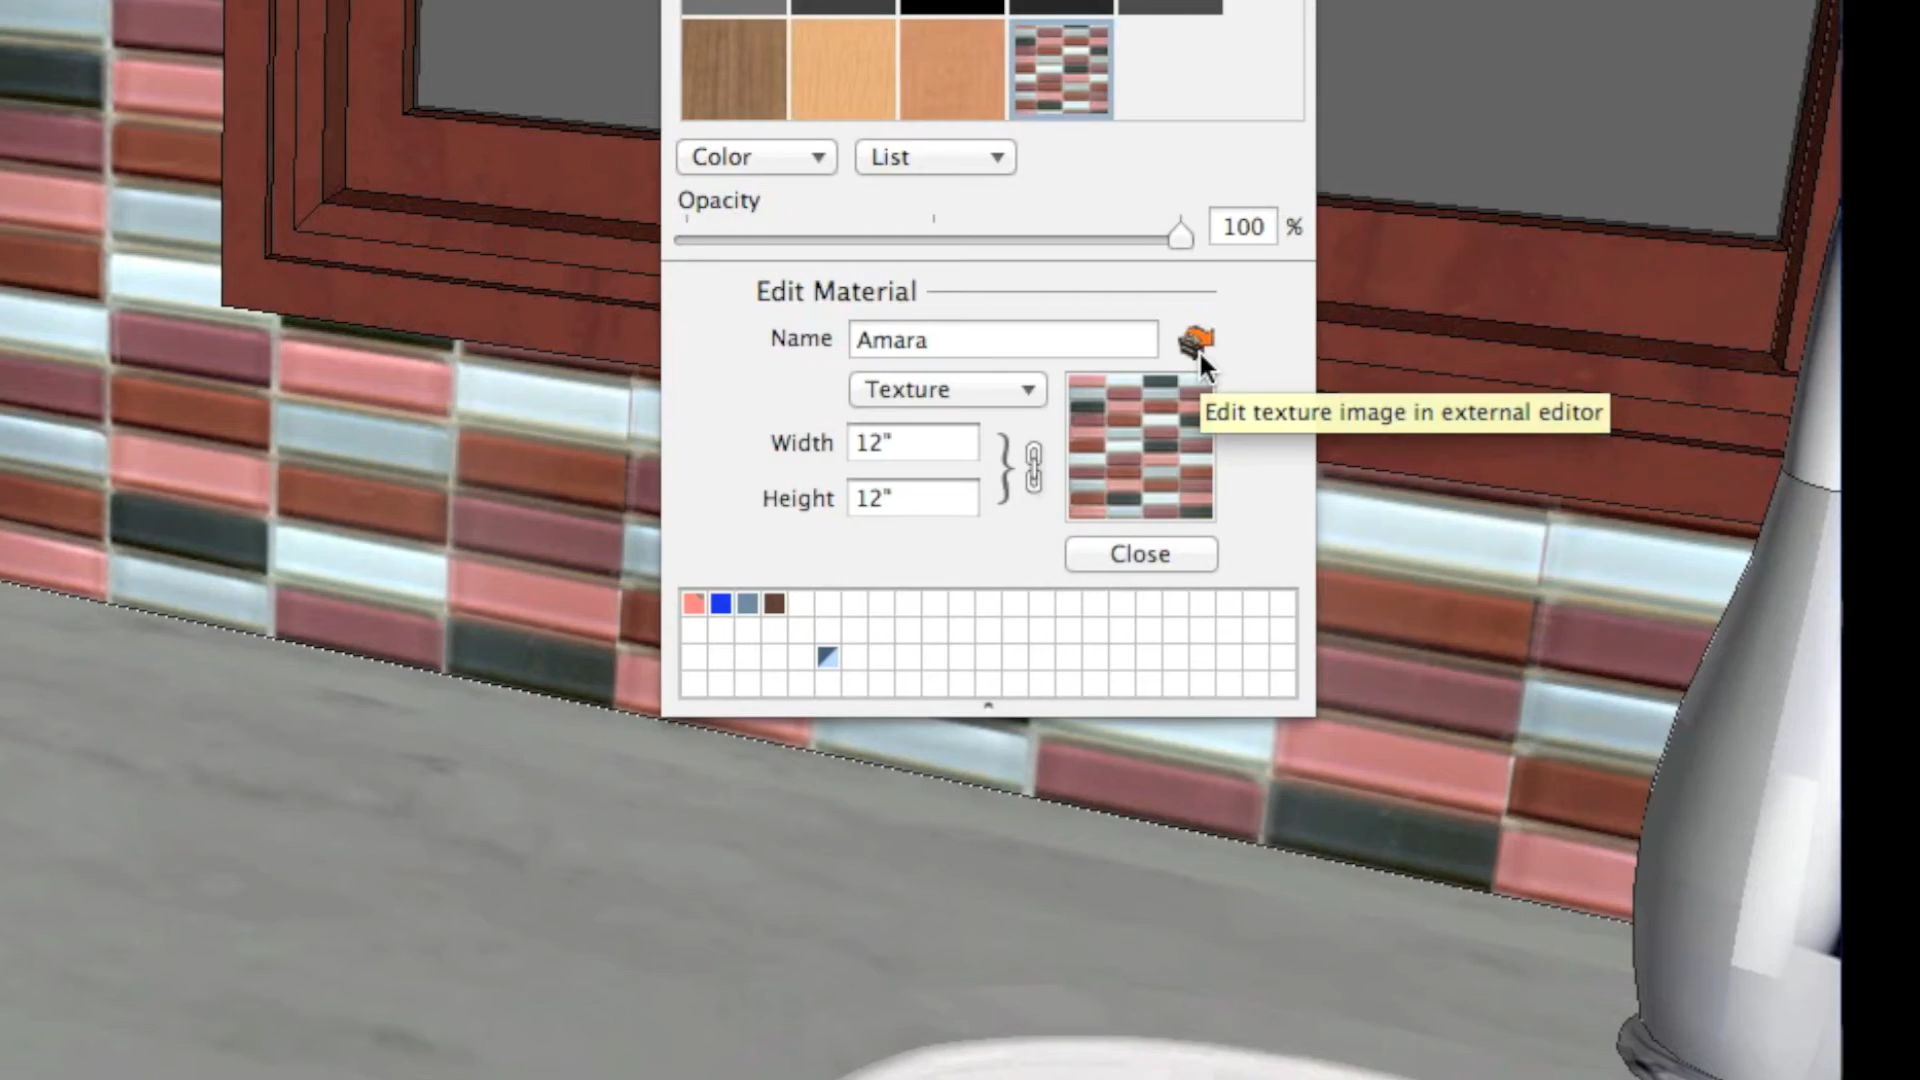 Color
List
Opacity
100 %
Edit Material
Name Amara
Texture
Edit texture image in external editor
Width 12"
Height 12"
Close